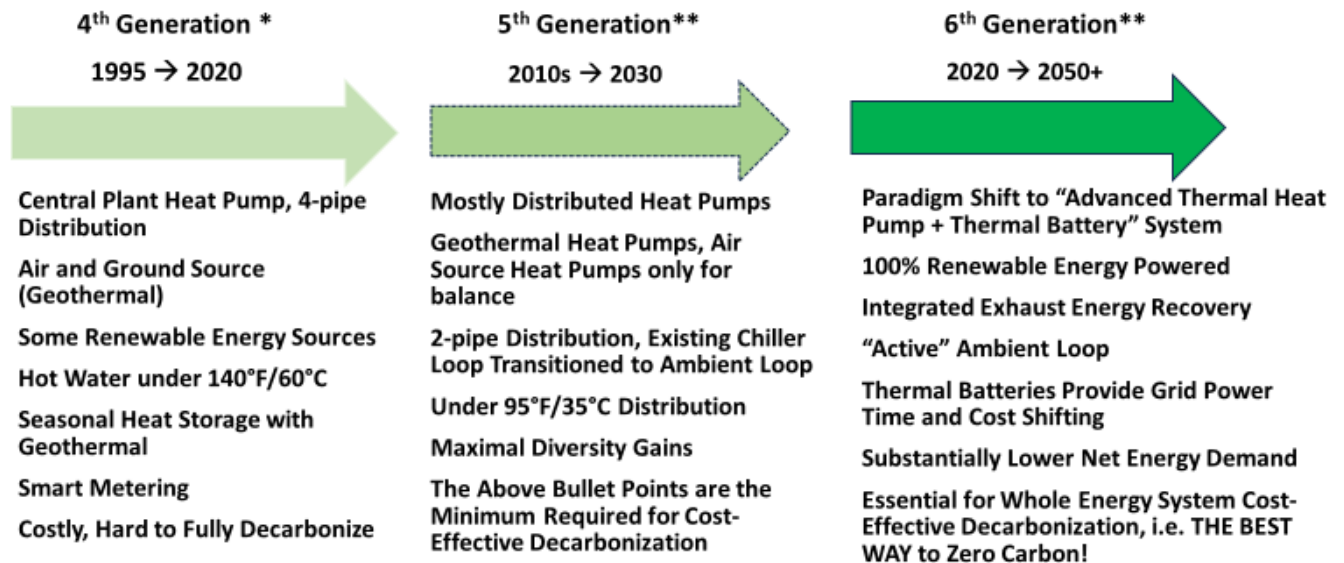 4th Generation *
1995 → 2020
Central Plant Heat Pump, 4-pipe
Distribution
Air and Ground Source
(Geothermal)
Some Renewable Energy Sources
Hot Water under 140°F/60°C
Seasonal Heat Storage with
Geothermal
Smart Metering
Costly, Hard to Fully Decarbonize
5th Generation**
2010s → 2030
Mostly Distributed Heat Pumps
Geothermal Heat Pumps, Air
Source Heat Pumps only for
balance
2-pipe Distribution, Existing Chiller
Loop Transitioned to Ambient Loop
Under 95°F/35°C Distribution
Maximal Diversity Gains
The Above Bullet Points are the
Minimum Required for Cost-
Effective Decarbonization
6th Generation**
2020 → 2050+
Paradigm Shift to “Advanced Thermal Heat
Pump + Thermal Battery” System
100% Renewable Energy Powered
Integrated Exhaust Energy Recovery
“Active” Ambient Loop
Thermal Batteries Provide Grid Power
Time and Cost Shifting
Substantially Lower Net Energy Demand
Essential for Whole Energy System Cost-
Effective Decarbonization, i.e. THE BEST
WAY to Zero Carbon!